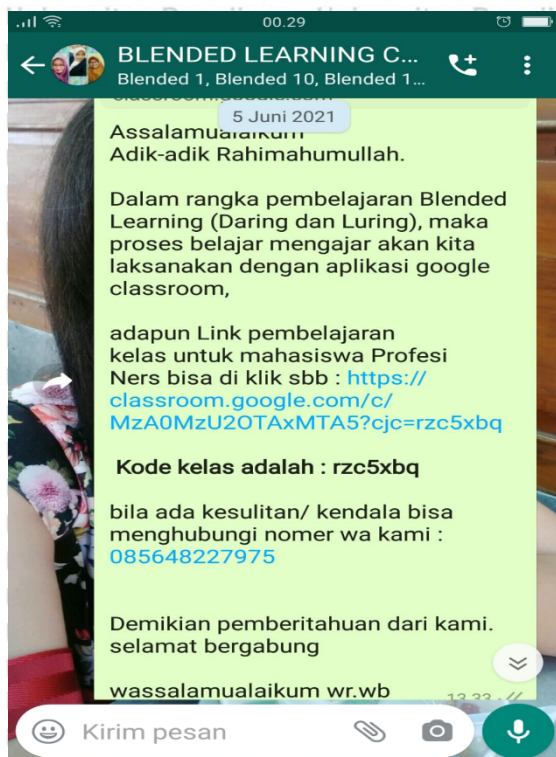 00.29
BLENDED LEARNING C...
Blended 1, Blended 10, Blended 1...
5 Juni 2021
Assalamualaikum
Adik-adik Rahimahumullah.
Dalam rangka pembelajaran Blended
Learning (Daring dan Luring), maka
proses belajar mengajar akan kita
laksanakan dengan aplikasi google
classroom,
adapun Link pembelajaran
kelas untuk mahasiswa Profesi
Ners bisa di klik sbb : https://
classroom.google.com/c/
MzA0MzU2OTAxMTA5?cjc=rzc5xbq
Kode kelas adalah : rzc5xbq
bila ada kesulitan/ kendala bisa
menghubungi nomer wa kami :
085648227975
Demikian pemberitahuan dari kami.
selamat bergabung
wassalamualaikum wr.wb
13.33
Kirim pesan